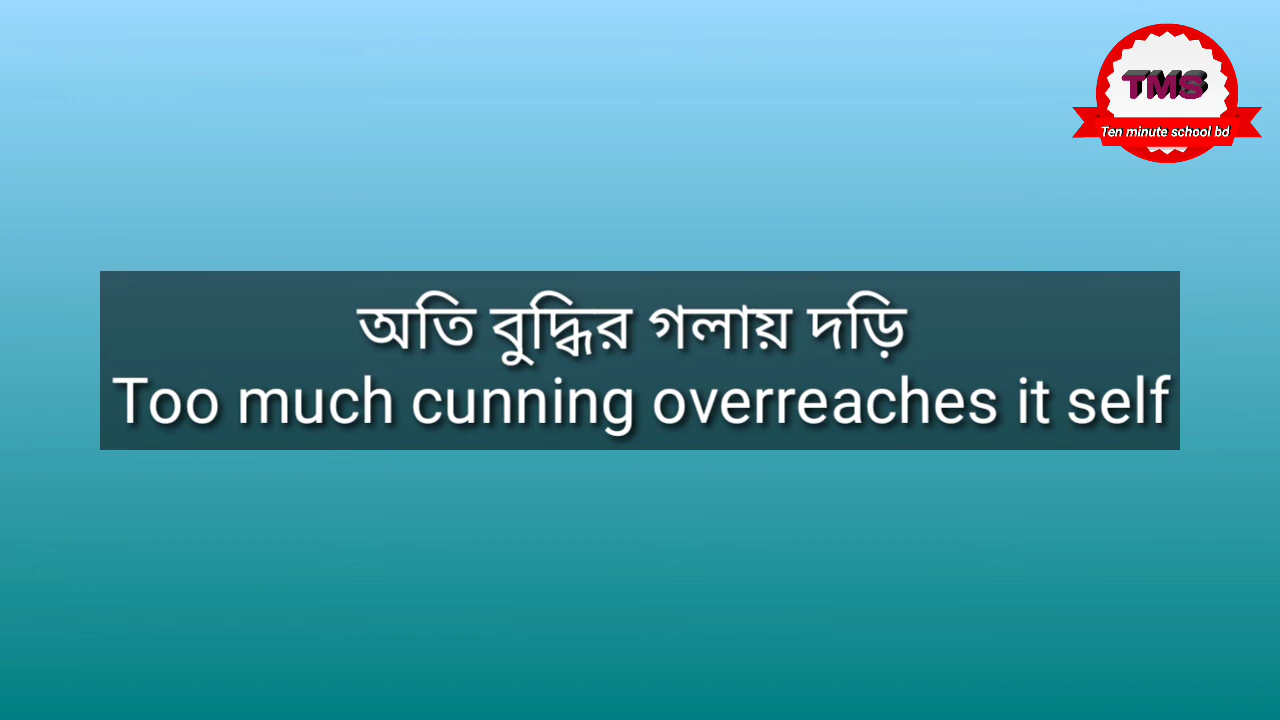 TMS
Ten minute school bd
অতি বুদ্ধির গলায় দড়ি
Too much cunning overreaches it self